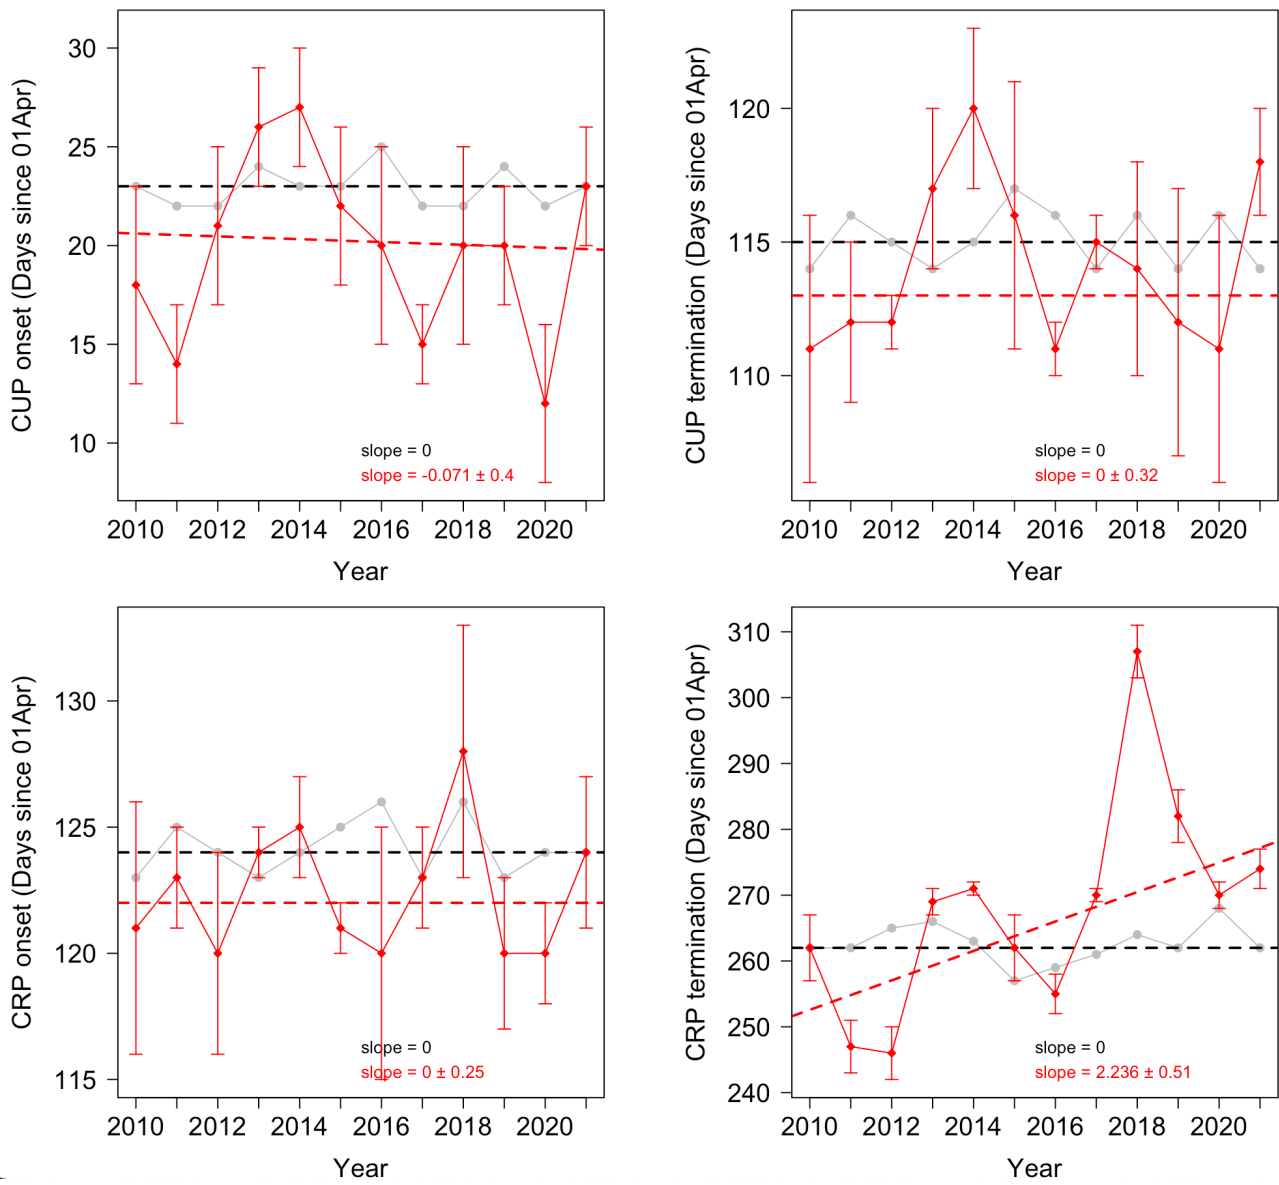 CUP onset (Days since 01Apr)
30
25
20
15
10
slope = 0
slope = -0.071 ± 0.4
2010 2012 2014 2016 2018 2020
Year
CUP termination (Days since 01Apr)
120
115
110
slope = 0
slope = 0 ± 0.32
2010 2012 2014 2016 2018 2020
Year
CRP onset (Days since 01Apr)
130
125
120
115
slope = 0
slope = 0 ± 0.25
2010 2012 2014 2016 2018 2020
Year
CRP termination (Days since 01Apr)
310
300
290
280
270
260
250
240
slope = 0
slope = 2.236 ± 0.51
2010 2012 2014 2016 2018 2020
Year